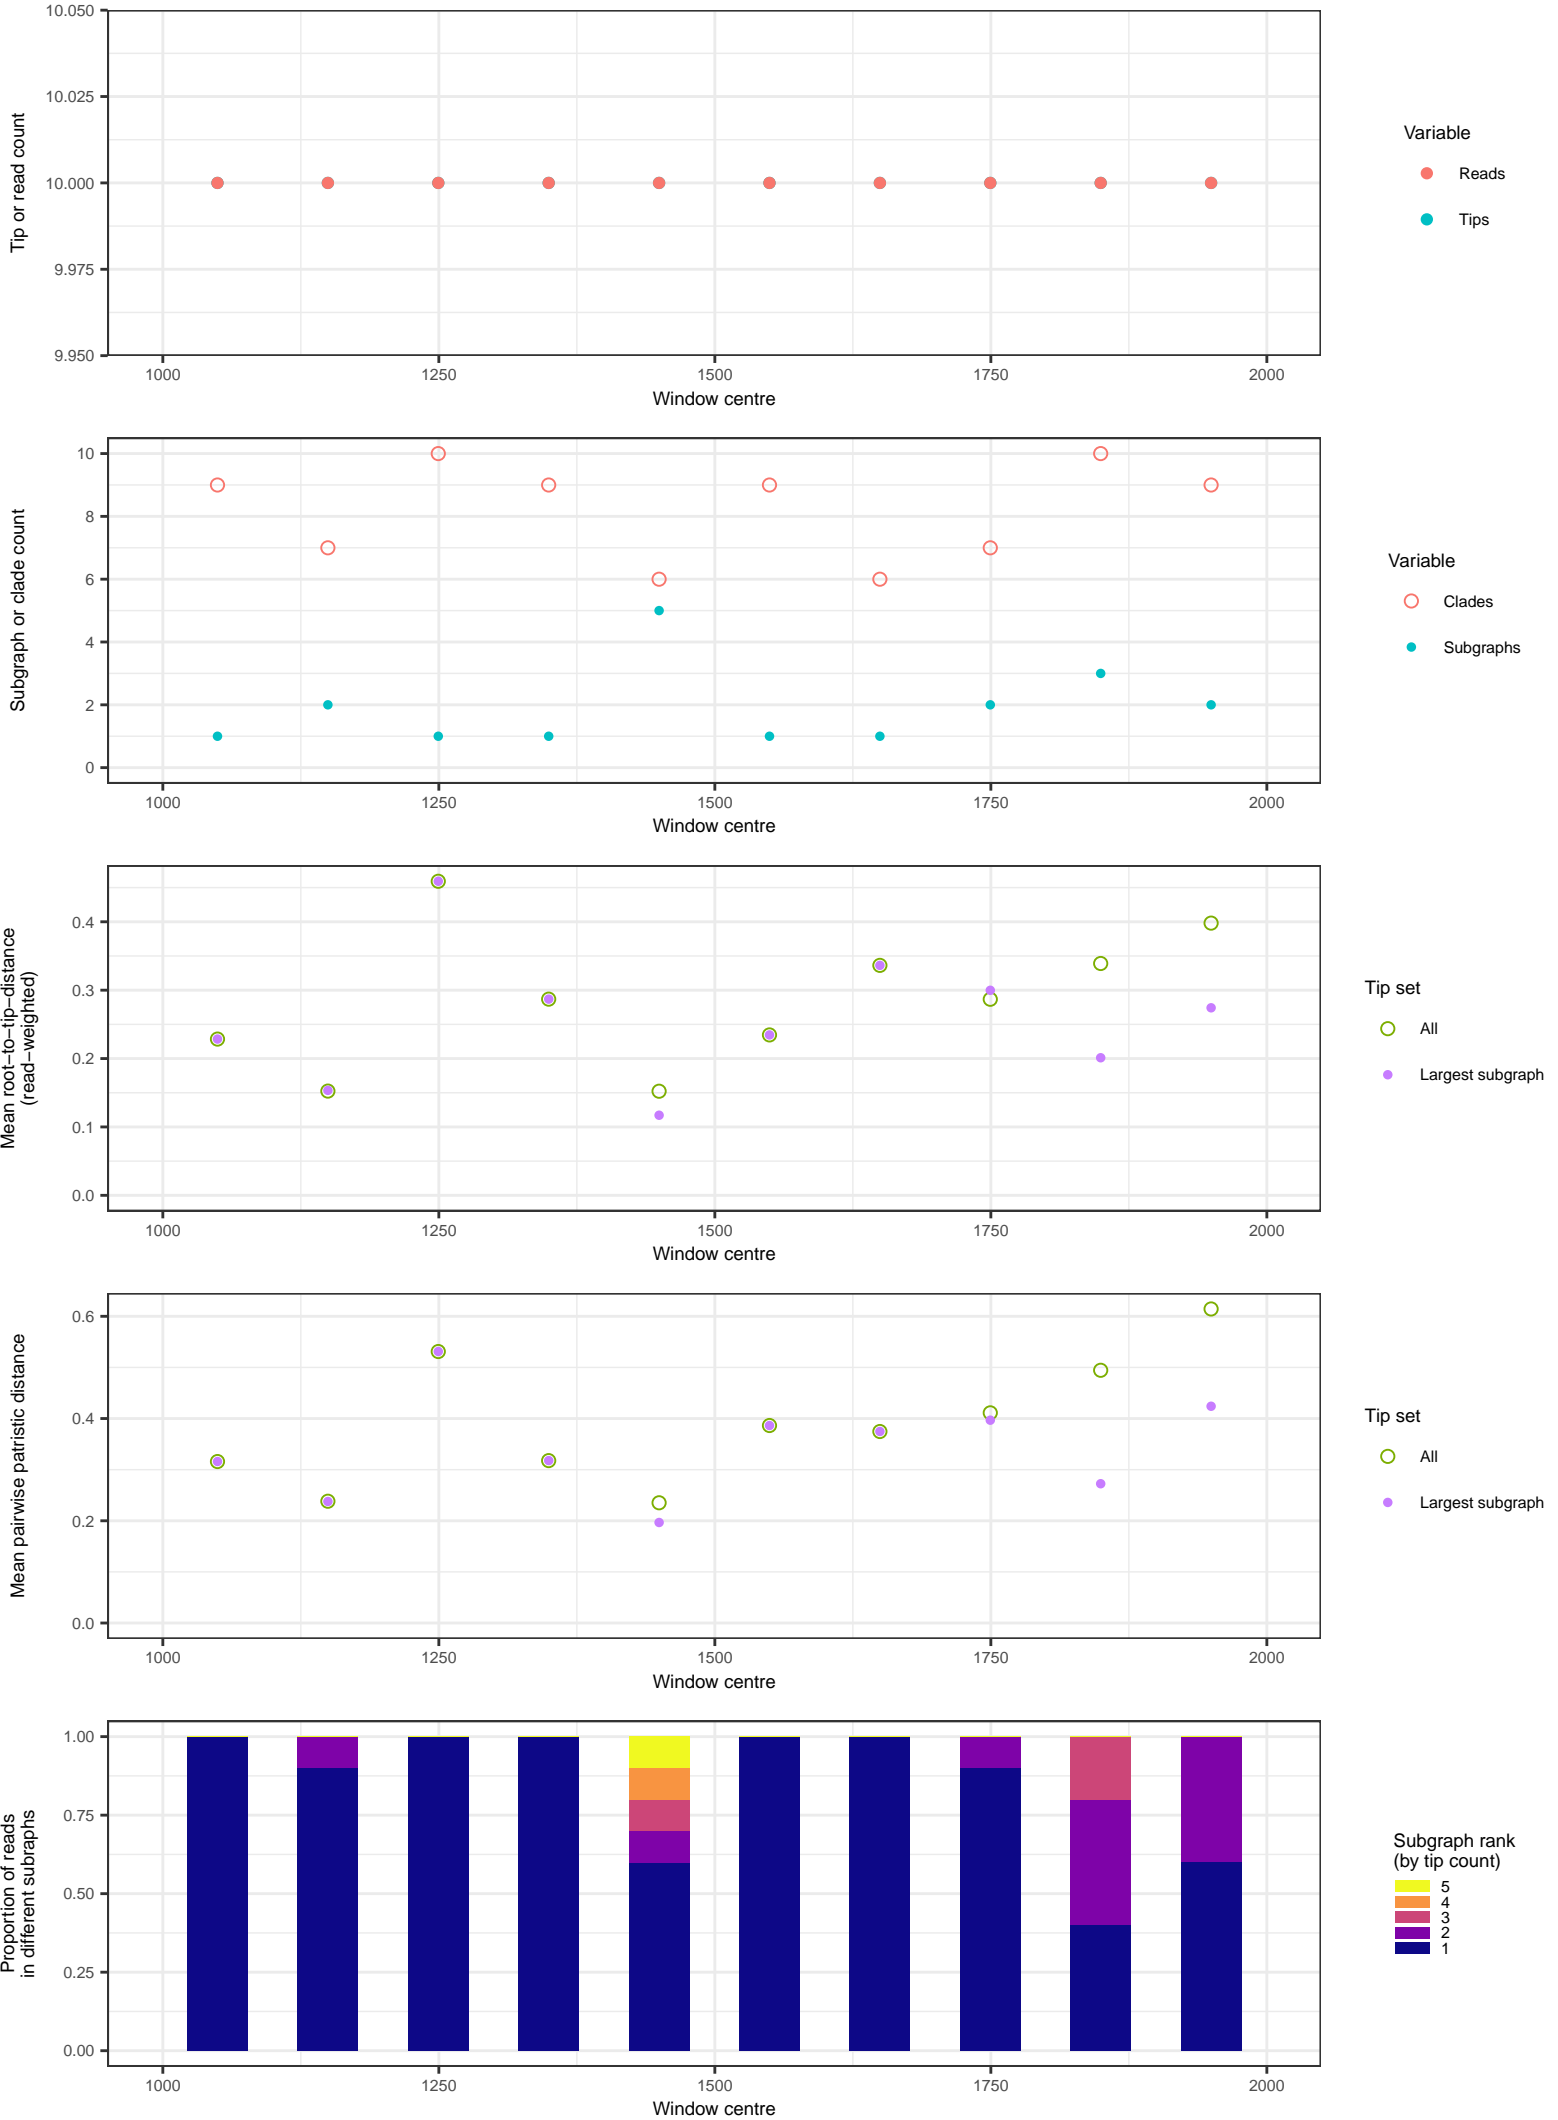 10.050
10.025
10.000
9.975
9.950
Tip or read count
1000 1250 1500 1750 2000
Window centre
Variable
Reads
Tips
10
8
6
4
2
0
Subgraph or clade count
1000 1250 1500 1750 2000
Window centre
Variable
Clades
Subgraphs
0.4
0.3
0.2
0.1
0.0
Mean root−to−tip−distance
(read−weighted)
1000 1250 1500 1750 2000
Window centre
Tip set
All
Largest subgraph
0.6
0.4
0.2
0.0
Mean pairwise patristic distance
1000 1250 1500 1750 2000
Window centre
Tip set
All
Largest subgraph
1.00
0.75
0.50
0.25
0.00
Proportion of reads
in different subraphs
1000 1250 1500 1750 2000
Window centre
Subgraph rank
(by tip count)
5
4
3
2
1